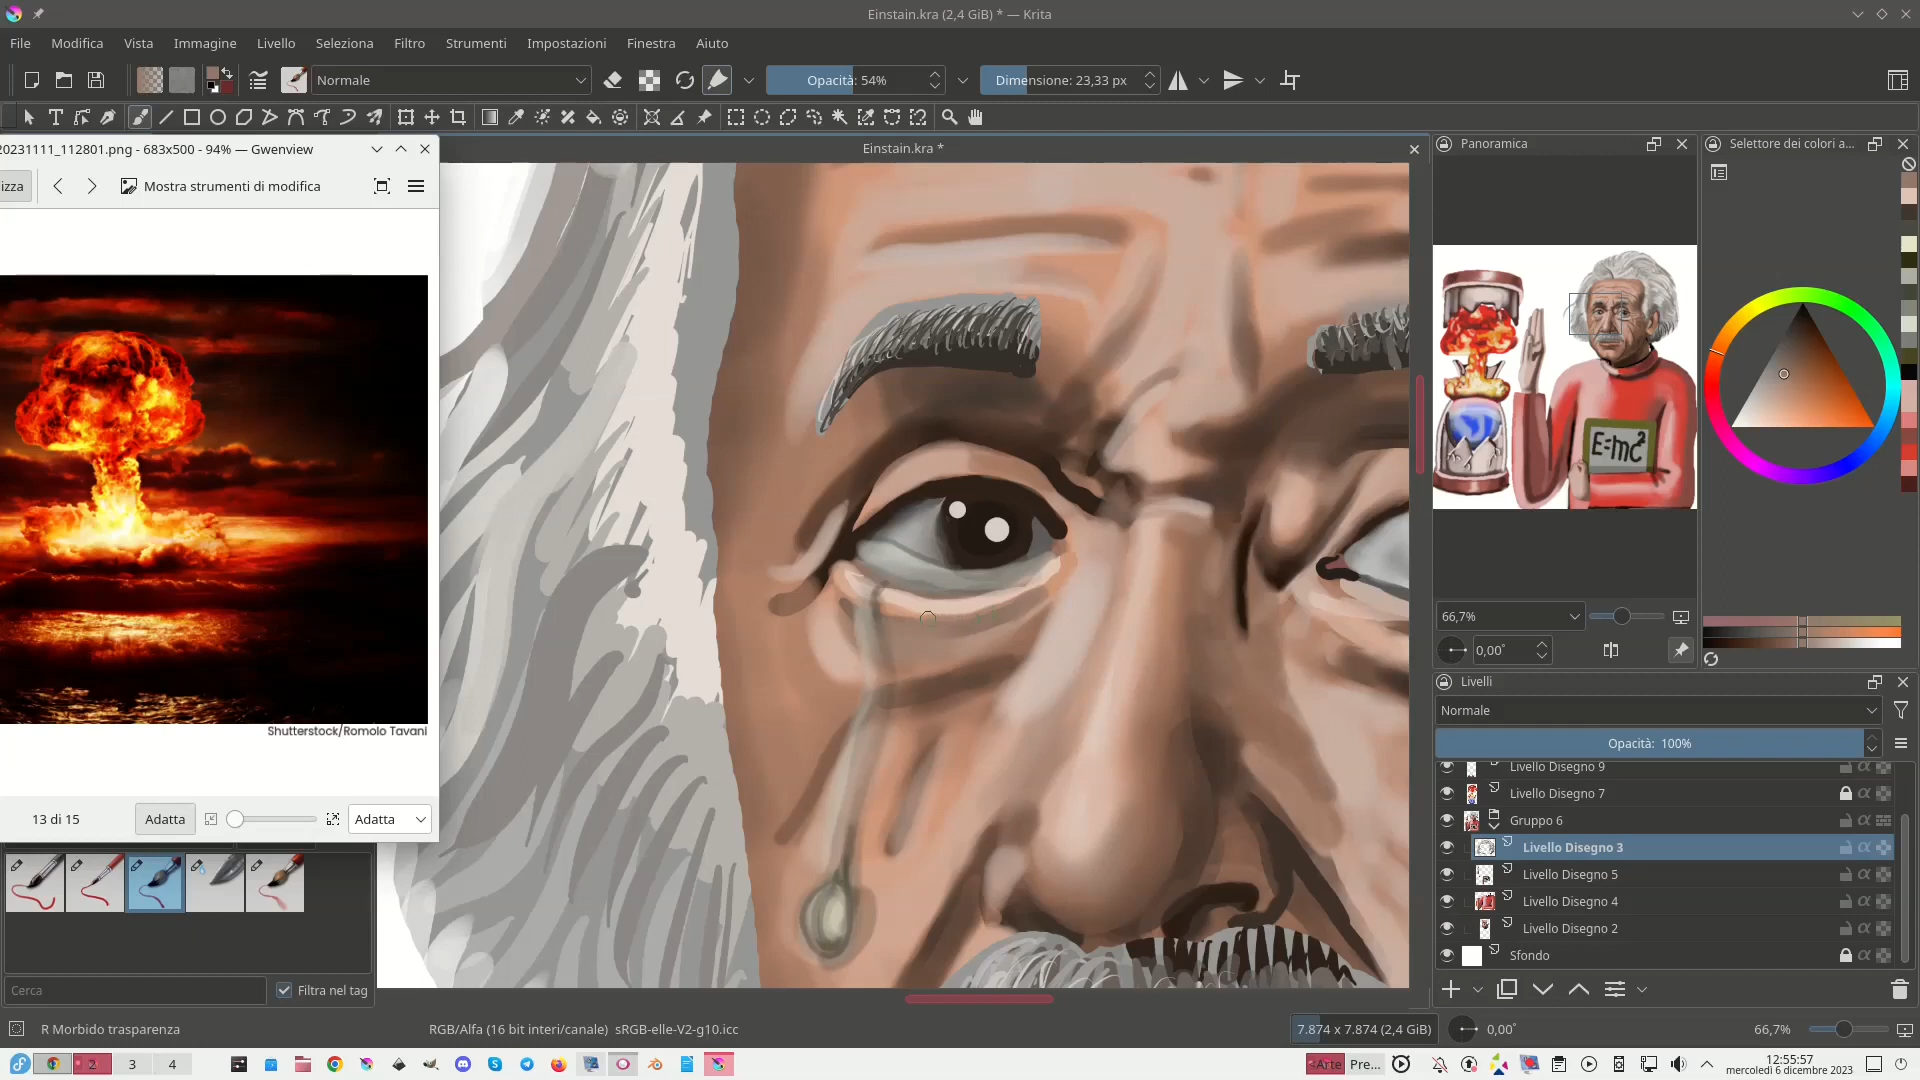 Einstain.kra (2,4 GiB) * — Krita
File Modifica Vista Immagine Livello Seleziona Filtro Strumenti Impostazioni Finestra Aiuto
Normale
Opacità: 54%
Dimensione: 23,33 px
20231111_112801.png - 683x500 - 94% — Gwenview
izza
Mostra strumenti di modifica
Shutterstock/Romolo Tavani
13 di 15
Adatta
Adatta
Cerca
Filtra nel tag
Einstain.kra *
Panoramica
E=mc²
66,7%
0,00°
Selettore dei colori a...
Livelli
Normale
Opacità: 100%
Livello Disegno 9
Livello Disegno 7
Gruppo 6
Livello Disegno 3
Livello Disegno 5
Livello Disegno 4
Livello Disegno 2
Sfondo
R Morbido trasparenza
RGB/Alfa (16 bit interi/canale) sRGB-elle-V2-g10.icc
7.874 x 7.874 (2,4 GiB)
0,00°
66,7%
2 3 4
Arte
Pre...
12:55:57
mercoledì 6 dicembre 2023